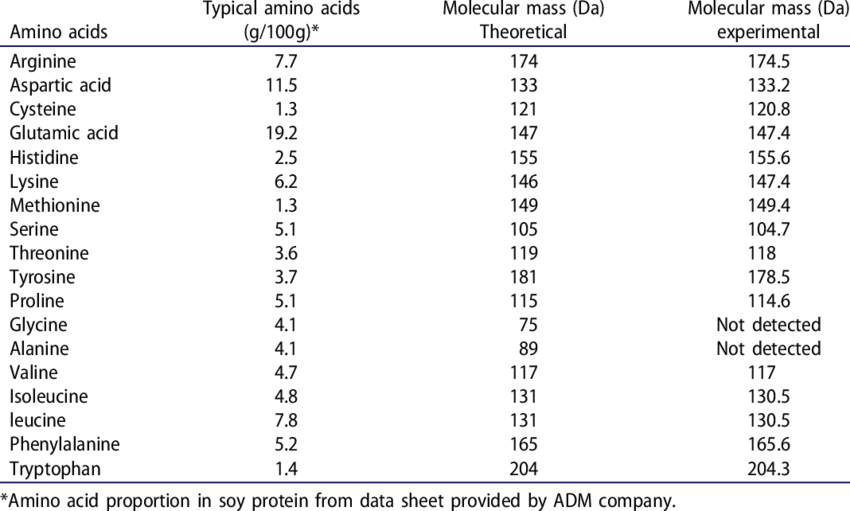 Typical amino acids Molecular mass (Da) Molecular mass (Da)
Amino acids (g/100g)* Theoretical experimental
Arginine 7.7 174 174.5
Aspartic acid 11.5 133 133.2
Cysteine 1.3 121 120.8
Glutamic acid 19.2 147 147.4
Histidine 2.5 155 155.6
Lysine 6.2 146 147.4
Methionine 1.3 149 149.4
Serine 5.1 105 104.7
Threonine 3.6 119 118
Tyrosine 3.7 181 178.5
Proline 5.1 115 114.6
Glycine 4.1 75 Not detected
Alanine 4.1 89 Not detected
Valine 4.7 117 117
Isoleucine 4.8 131 130.5
leucine 7.8 131 130.5
Phenylalanine 5.2 165 165.6
Tryptophan 1.4 204 204.3
*Amino acid proportion in soy protein from data sheet provided by ADM company.